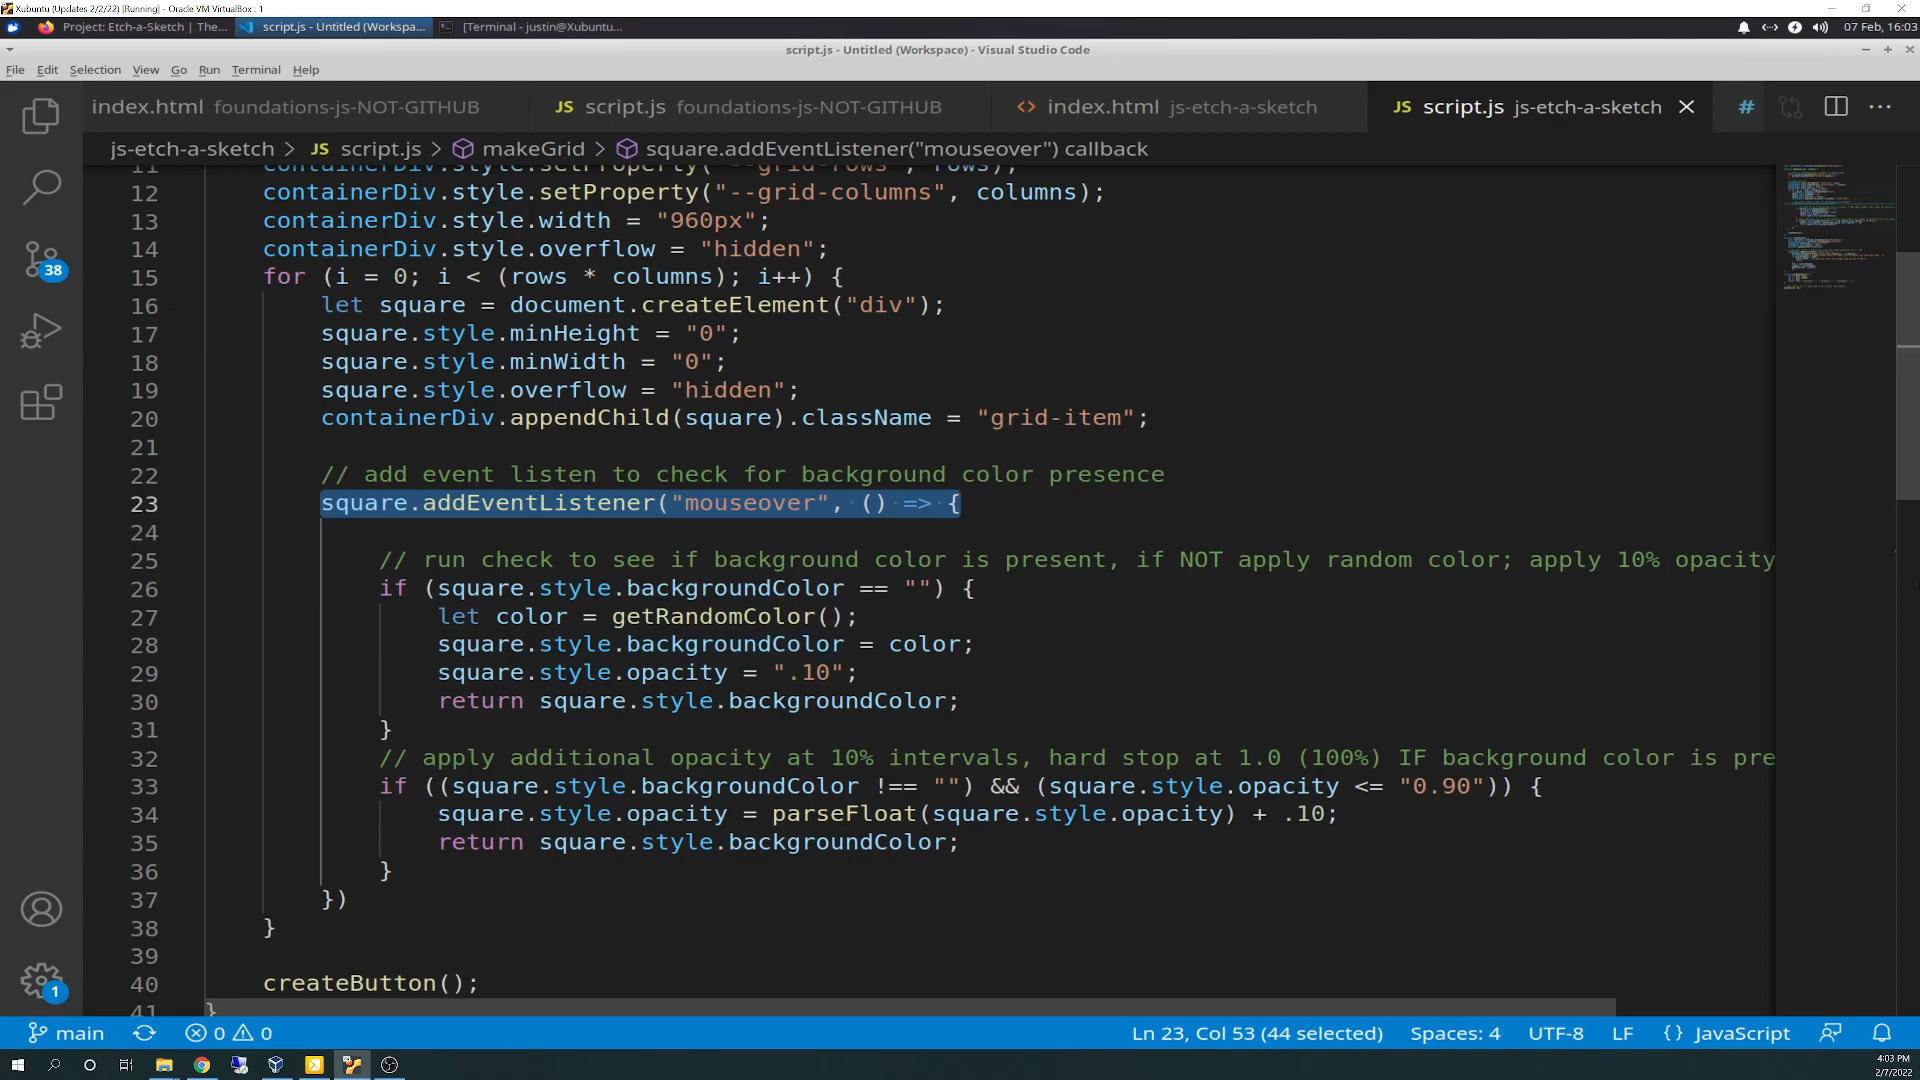 Xubuntu (Updates 2/2/22) [Running] - Oracle VM VirtualBox : 1
Project: Etch-a-Sketch | The...
script.js - Untitled (Workspa...
[Terminal - justin@Xubuntu...
07 Feb, 16:03
script.js - Untitled (Workspace) - Visual Studio Code
File Edit Selection View Go Run Terminal Help
index.html foundations-js-NOT-GITHUB
JS script.js foundations-js-NOT-GITHUB
<> index.html js-etch-a-sketch
JS script.js js-etch-a-sketch
#
js-etch-a-sketch > JS script.js > makeGrid > square.addEventListener("mouseover") callback
11 containerDiv.style.setProperty("--grid-rows", rows);
12 containerDiv.style.setProperty("--grid-columns", columns);
13 containerDiv.style.width = "960px";
14 containerDiv.style.overflow = "hidden";
15 for (i = 0; i < (rows * columns); i++) {
16 let square = document.createElement("div");
17 square.style.minHeight = "0";
18 square.style.minWidth = "0";
19 square.style.overflow = "hidden";
20 containerDiv.appendChild(square).className = "grid-item";
21
22 // add event listen to check for background color presence
23 square.addEventListener("mouseover", () => {
24
25 // run check to see if background color is present, if NOT apply random color; apply 10% opacity
26 if (square.style.backgroundColor == "") {
27 let color = getRandomColor();
28 square.style.backgroundColor = color;
29 square.style.opacity = ".10";
30 return square.style.backgroundColor;
31 }
32 // apply additional opacity at 10% intervals, hard stop at 1.0 (100%) IF background color is pre
33 if ((square.style.backgroundColor !== "") && (square.style.opacity <= "0.90")) {
34 square.style.opacity = parseFloat(square.style.opacity) + .10;
35 return square.style.backgroundColor;
36 }
37 })
38 }
39
40 createButton();
41 }
38
1
main 0 0 Ln 23, Col 53 (44 selected) Spaces: 4 UTF-8 LF {} JavaScript
4:03 PM
2/7/2022